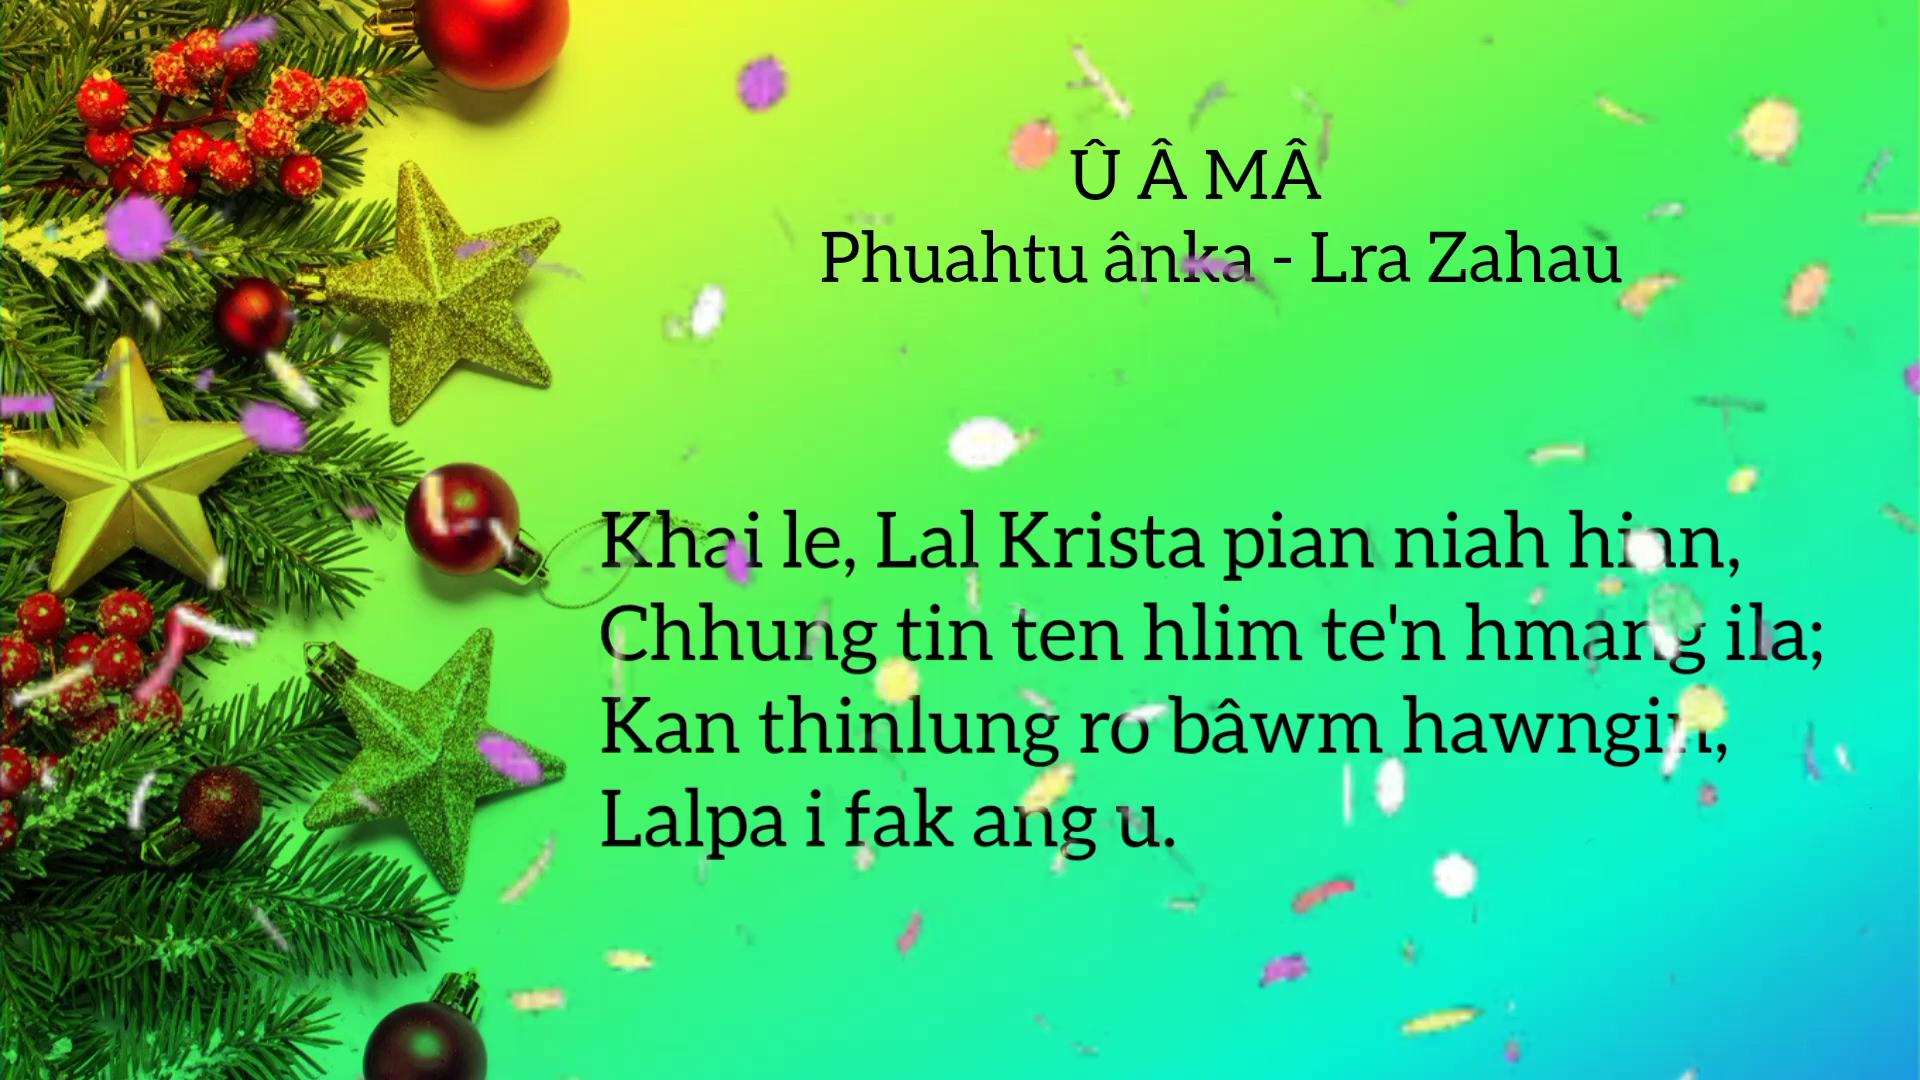 Û Â MÂ
Phuahtu ânka - Lra Zahau
Khai le, Lal Krista pian niah hian,
Chhung tin ten hlim te'n hmang ila;
Kan thinlung ro bâwm hawngin,
Lalpa i fak ang u.